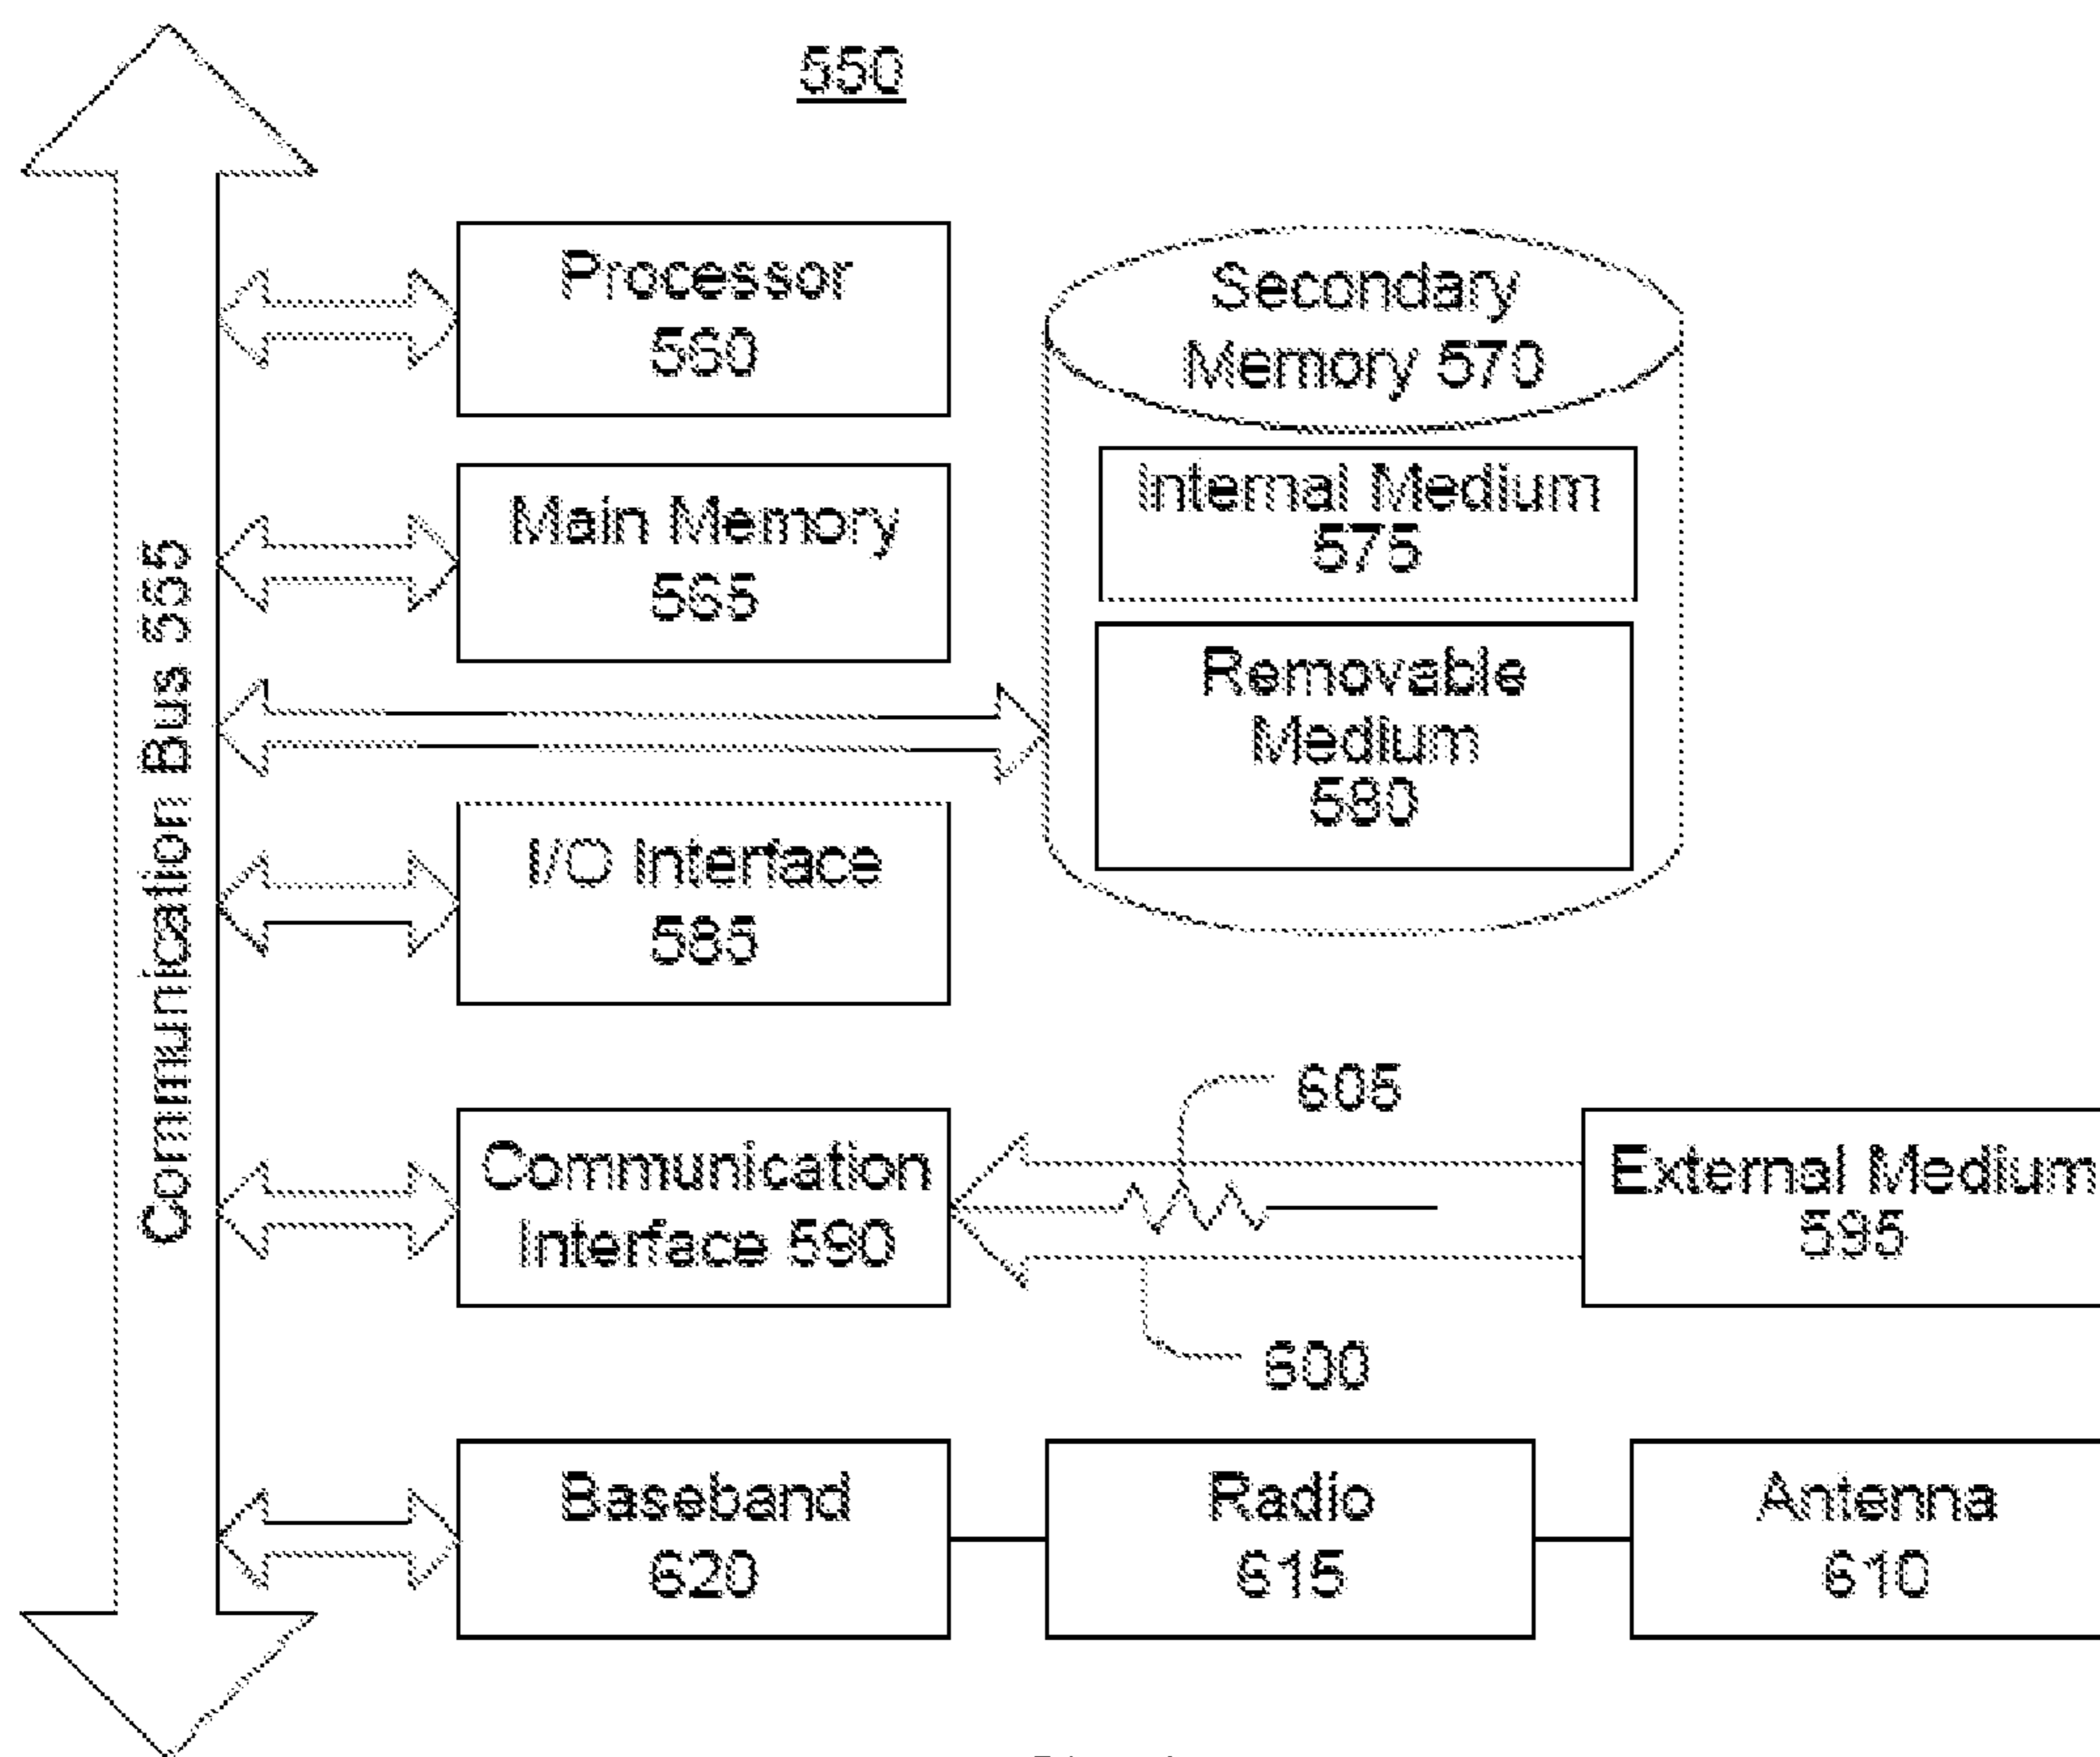 550
Communication Bus 555
Processor
560
Main Memory
565
Secondary
Memory 570
Internal Medium
575
Removable
Medium
580
I/O Interface
585
Communication
Interface 590
605
600
External Medium
595
Baseband
620
Radio
615
Antenna
610